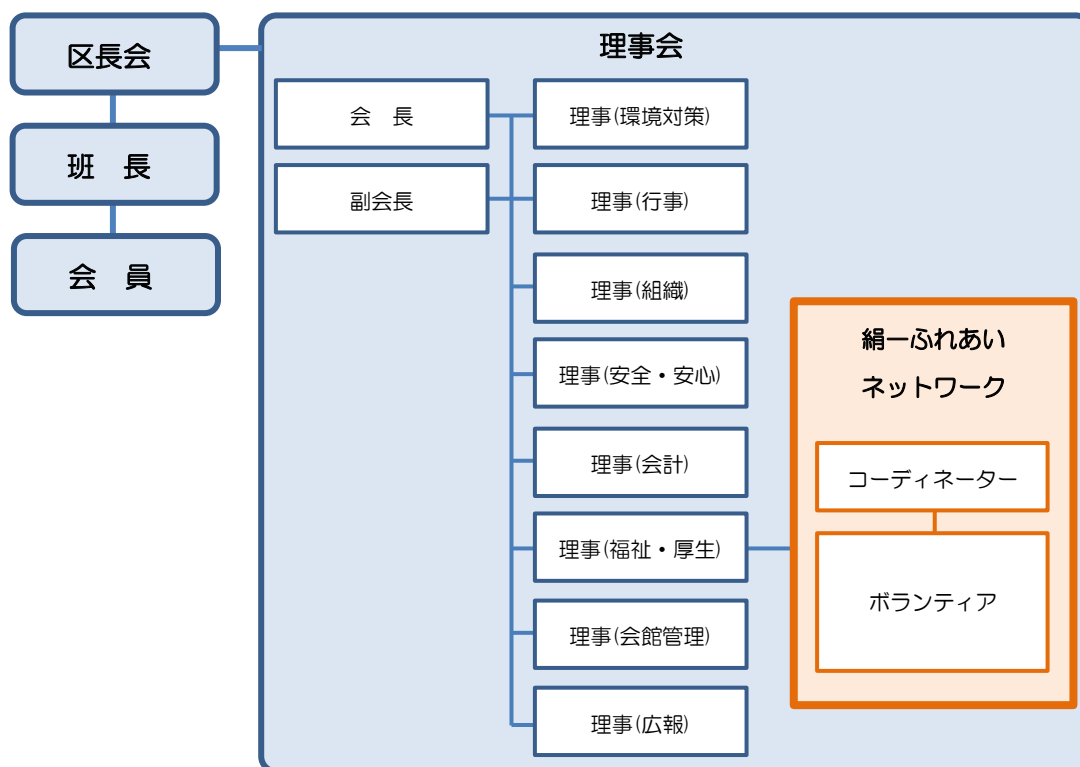 区長会
班　長
会　員
理事会
会　長
副会長
理事(環境対策)
理事(行事)
理事(組織)
理事(安全・安心)
理事(会計)
理事(福祉・厚生)
理事(会館管理)
理事(広報)
絹一ふれあい
ネットワーク
コーディネーター
ボランティア